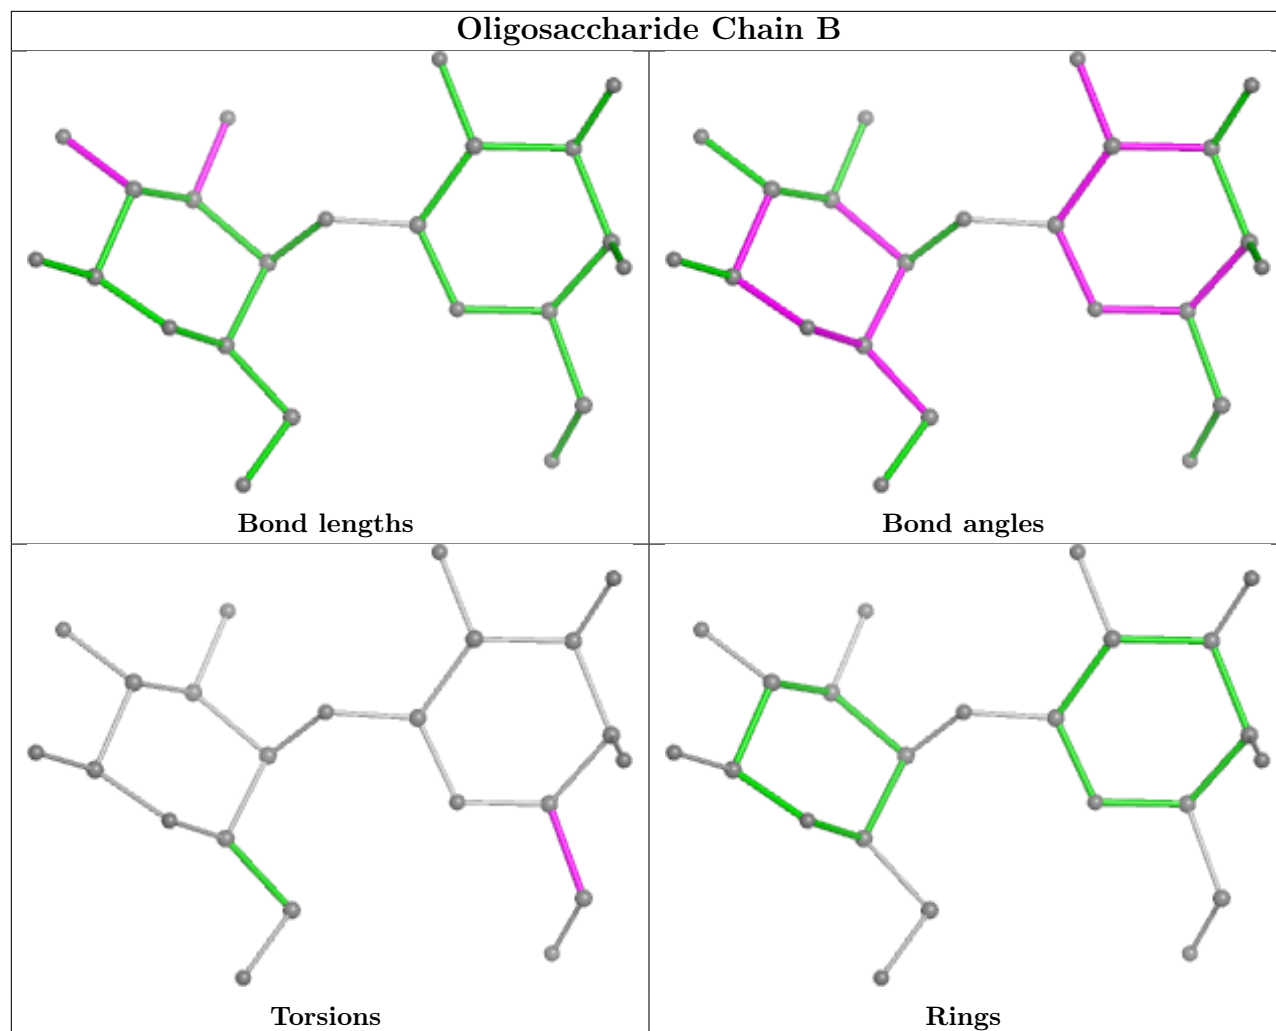 Oligosaccharide Chain B
Bond lengths
Bond angles
Torsions
Rings